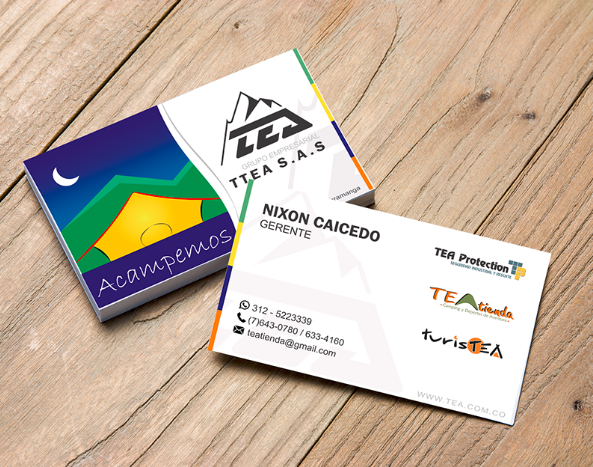 tea
GRUPO EMPRESARIAL
TTEA S.A.S
Acampemos
NIXON CAICEDO
GERENTE
312 - 5223339
(7)643-0780 / 633-4160
teatienda@gmail.com
TEA Protection TP
TEAtienda
turisTEA
WWW.TEA.COM.CO